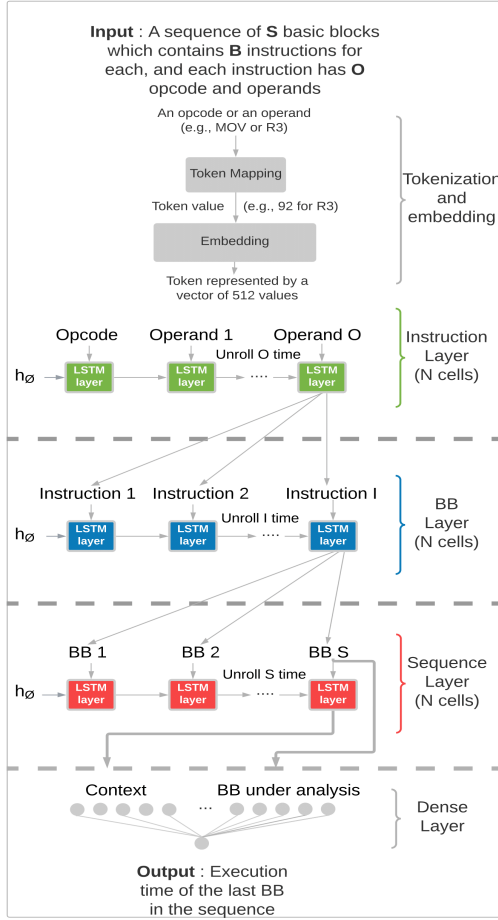 Input : A sequence of S basic blocks
which contains B instructions for
each, and each instruction has O
opcode and operands
An opcode or an operand
(e.g., MOV or R3)
Token Mapping
Token value (e.g., 92 for R3)
Embedding
Token represented by a
vector of 512 values
Tokenization
and
embedding
Opcode Operand 1 Operand O
Unroll O time
hø LSTM layer LSTM layer .... LSTM layer
Instruction
Layer
(N cells)
Instruction 1 Instruction 2 Instruction I
Unroll I time
hø LSTM layer LSTM layer .... LSTM layer
BB
Layer
(N cells)
BB 1 BB 2 BB S
Unroll S time
hø LSTM layer LSTM layer .... LSTM layer
Sequence
Layer
(N cells)
Context ... BB under analysis
Dense
Layer
Output : Execution
time of the last BB
in the sequence